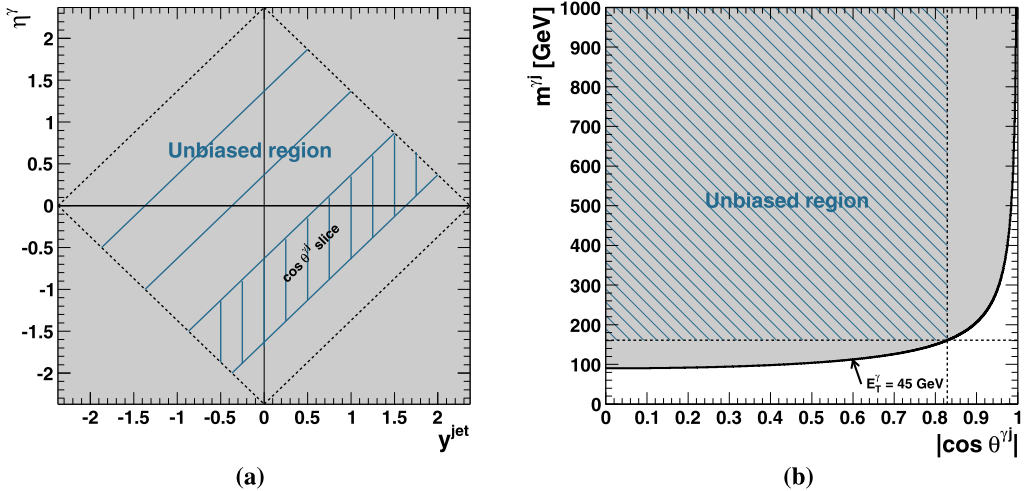 η^γ
2
1.5
1
0.5
0
-0.5
-1
-1.5
-2
Unbiased region
cos θ^γj slice
-2 -1.5 -1 -0.5 0 0.5 1 1.5 2
y^jet
(a)
m^γj [GeV]
1000
900
800
700
600
500
400
300
200
100
0
Unbiased region
E_T^γ = 45 GeV
0 0.1 0.2 0.3 0.4 0.5 0.6 0.7 0.8 0.9 1
|cos θ^γj|
(b)